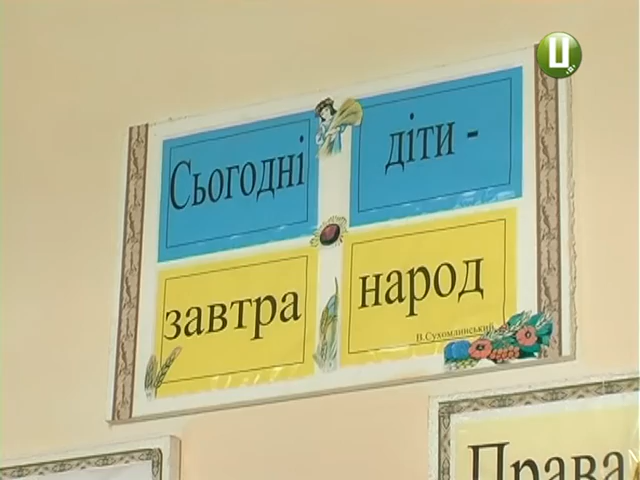 Ц
Сьогодні діти -
завтра народ
В.Сухомлинський
Права